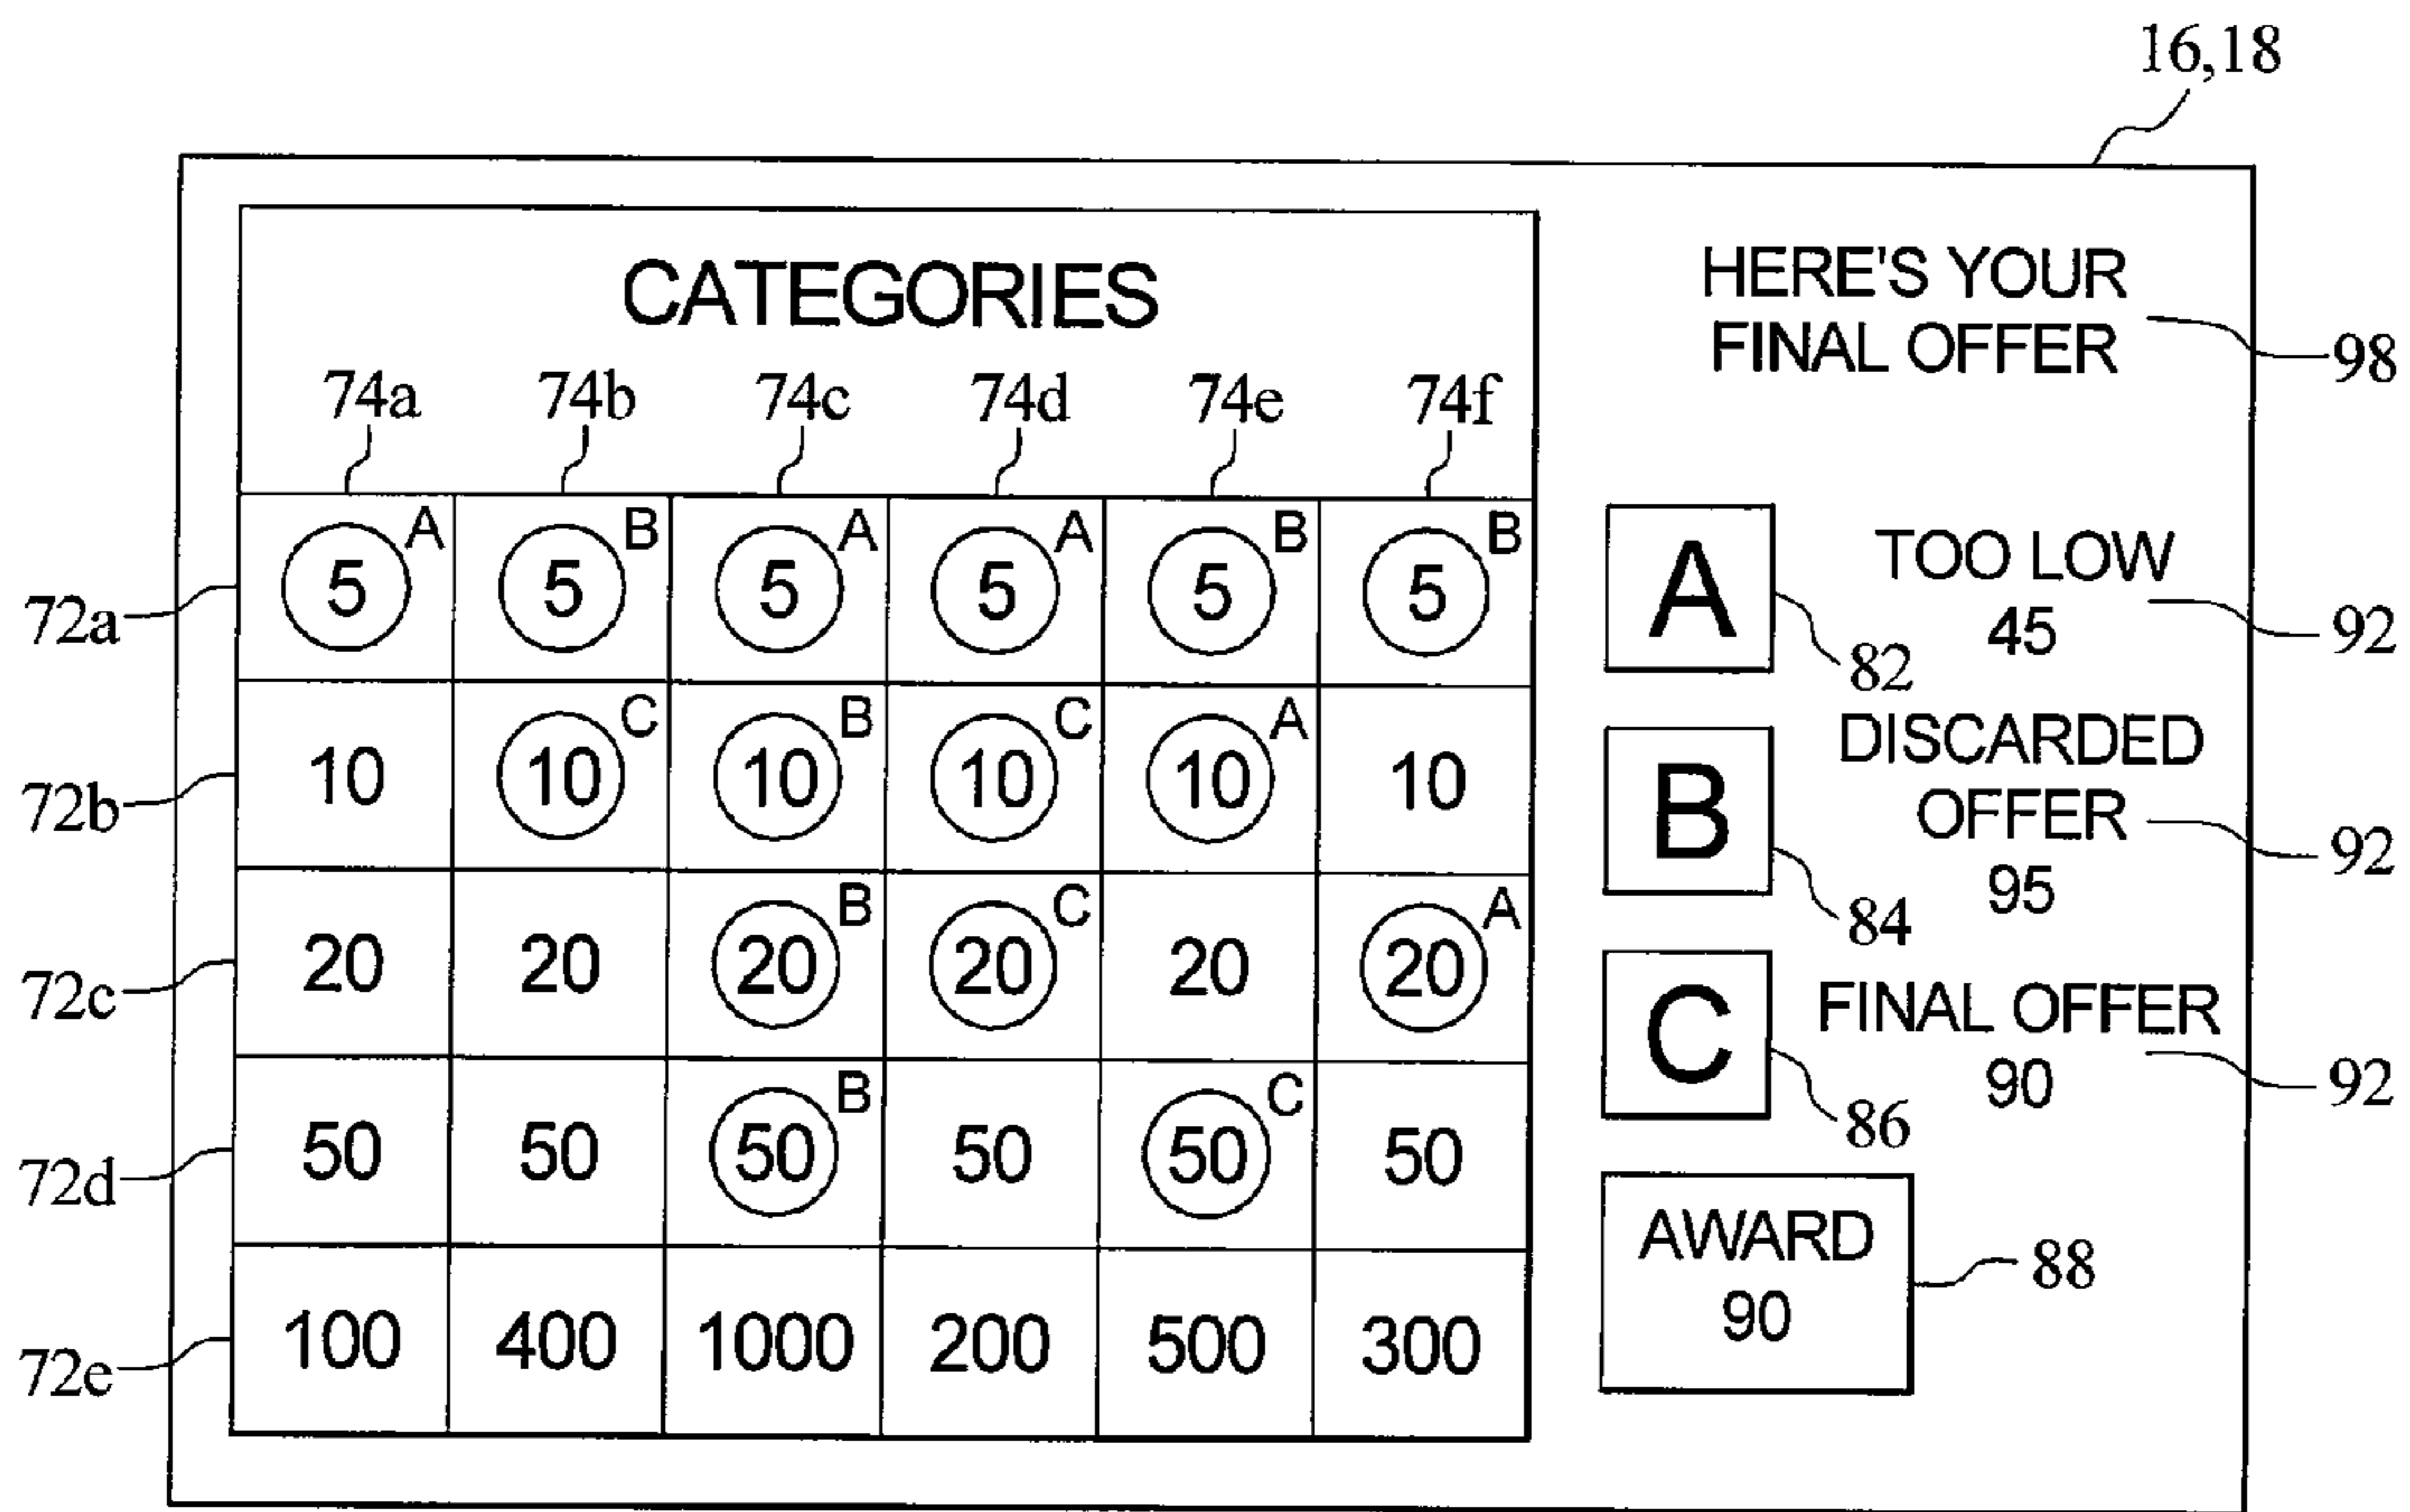 16,18
CATEGORIES
HERE'S YOUR
FINAL OFFER
98
74a 74b 74c 74d 74e 74f
72a
5 A 5 B 5 A 5 A 5 B 5 B
72b
10 10 C 10 B 10 C 10 A 10
72c
20 20 20 B 20 C 20 20 A
72d
50 50 50 B 50 50 C 50
72e
100 400 1000 200 500 300
A
TOO LOW
45
82
92
B
DISCARDED
OFFER
95
84
92
C
FINAL OFFER
90
86
92
AWARD
90
88